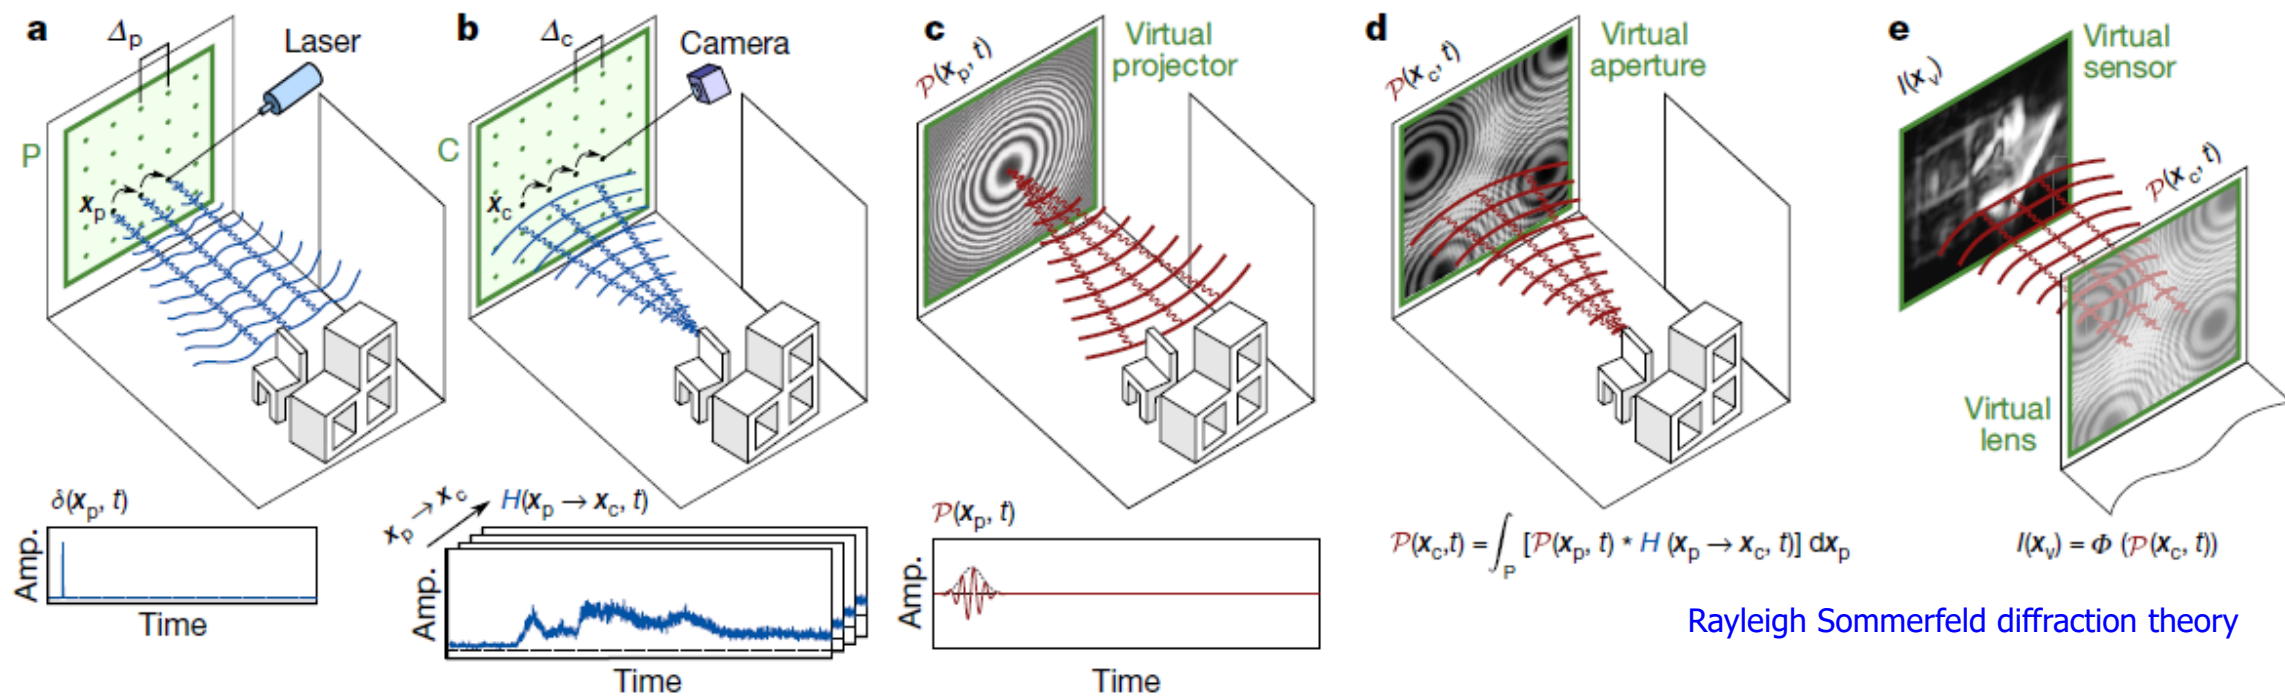 a
Δp
Laser
P
xp
δ(xp, t)
Amp.
Time
b
Δc
Camera
C
xc
xp → xc
H(xp → xc, t)
Amp.
Time
c
𝒫(xp, t)
Virtual
projector
𝒫(xp, t)
Amp.
Time
d
𝒫(xc, t)
Virtual
aperture
𝒫(xc,t) = ∫P [𝒫(xp, t) * H (xp → xc, t)] dxp
e
I(xv)
Virtual
sensor
𝒫(xc, t)
Virtual
lens
I(xv) = Φ (𝒫(xc, t))
Rayleigh Sommerfeld diffraction theory